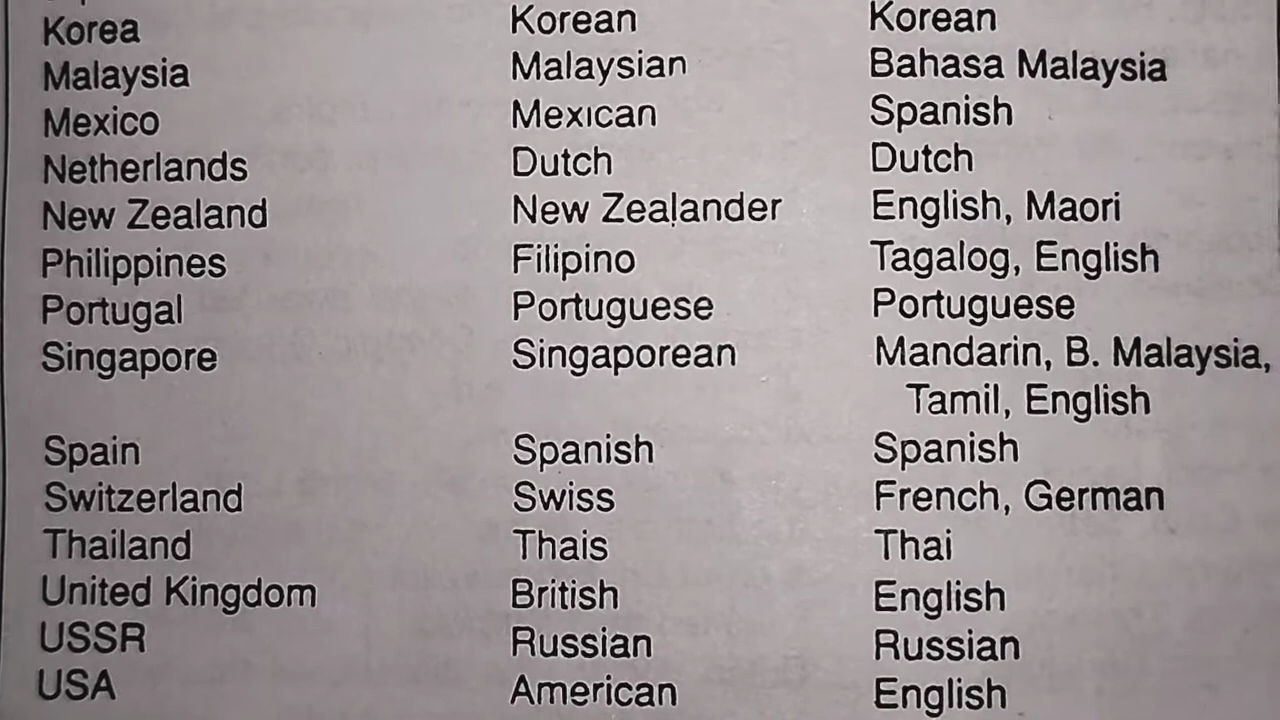 Korea Korean Korean
Malaysia Malaysian Bahasa Malaysia
Mexico Mexican Spanish
Netherlands Dutch Dutch
New Zealand New Zealander English, Maori
Philippines Filipino Tagalog, English
Portugal Portuguese Portuguese
Singapore Singaporean Mandarin, B. Malaysia,
Tamil, English
Spain Spanish Spanish
Switzerland Swiss French, German
Thailand Thais Thai
United Kingdom British English
USSR Russian Russian
USA American English